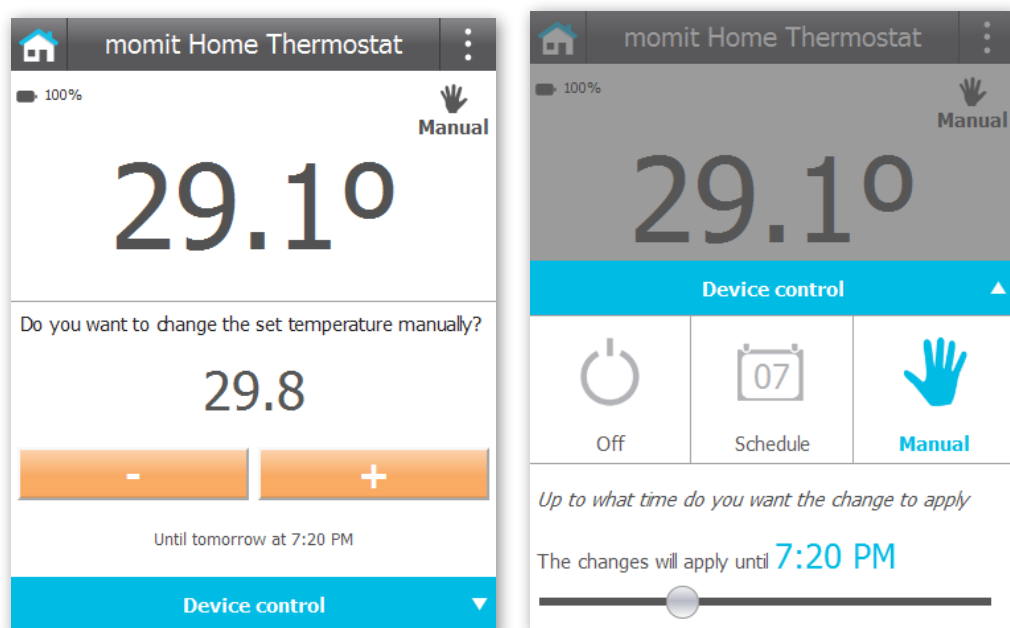 momit Home Thermostat
100%
Manual
29.1º
Do you want to change the set temperature manually?
29.8
- +
Until tomorrow at 7:20 PM
Device control
momit Home Thermostat
100%
Manual
29.1º
Device control
07
Off Schedule Manual
Up to what time do you want the change to apply
The changes will apply until 7:20 PM